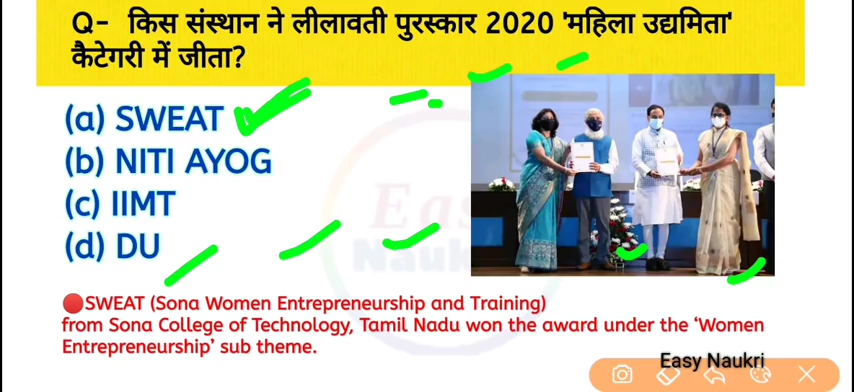 Q- किस संस्थान ने लीलावती पुरस्कार 2020 'महिला उद्यमिता'
कैटेगरी में जीता?
(a) SWEAT
(b) NITI AYOG
(c) IIMT
(d) DU
🔴SWEAT (Sona Women Entrepreneurship and Training)
from Sona College of Technology, Tamil Nadu won the award under the ‘Women
Entrepreneurship’ sub theme.
Easy Naukri